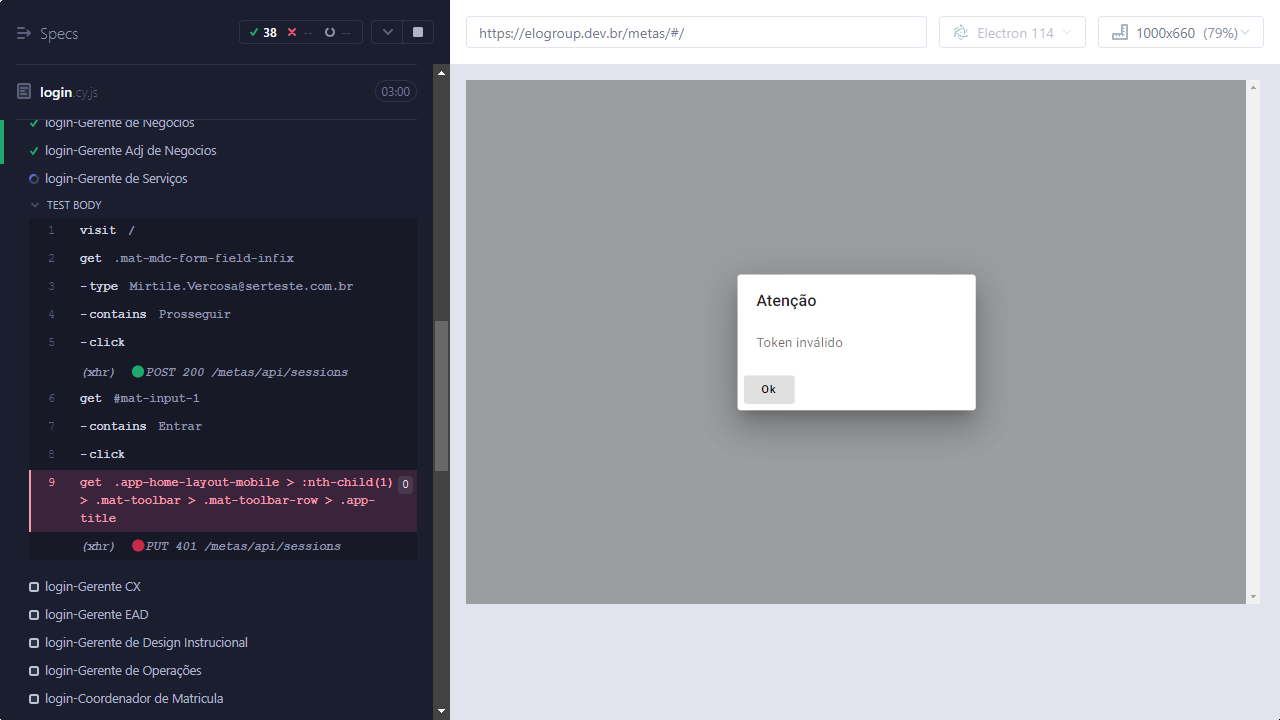 Specs
38
--
--
https://elogroup.dev.br/metas/#/
Electron 114
1000x660 (79%)
login.cy.js
03:00
login-Gerente de Negocios
login-Gerente Adj de Negocios
login-Gerente de Serviços
TEST BODY
1 visit /
2 get .mat-mdc-form-field-infix
3 -type Mirtile.Vercosa@serteste.com.br
4 -contains Prosseguir
5 -click
(xhr) POST 200 /metas/api/sessions
6 get #mat-input-1
7 -contains Entrar
8 -click
9 get .app-home-layout-mobile > :nth-child(1) 0
> .mat-toolbar > .mat-toolbar-row > .app-
title
(xhr) PUT 401 /metas/api/sessions
login-Gerente CX
login-Gerente EAD
login-Gerente de Design Instrucional
login-Gerente de Operações
login-Coordenador de Matricula
Atenção
Token inválido
Ok